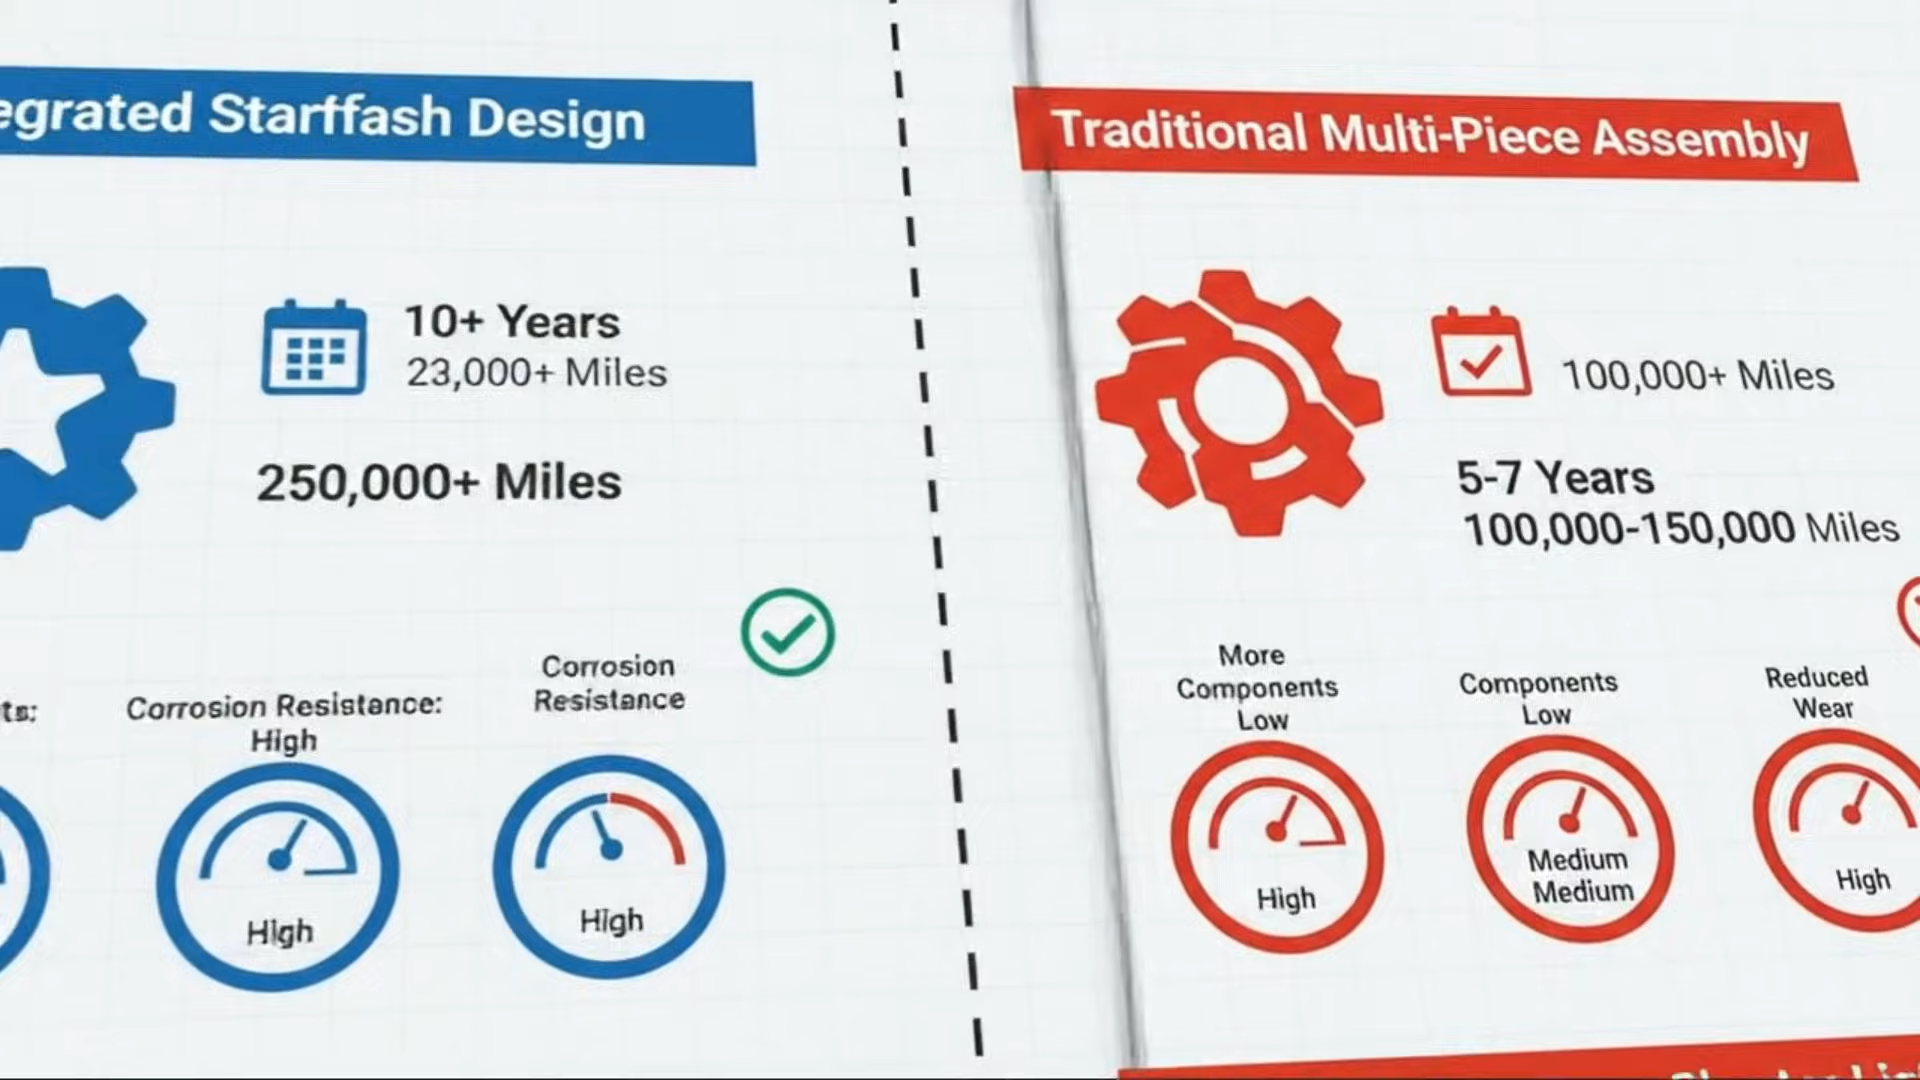 egrated Starffash Design
10+ Years
23,000+ Miles
250,000+ Miles
ts:
Corrosion Resistance:
High
High
Corrosion
Resistance
High
Traditional Multi-Piece Assembly
100,000+ Miles
5-7 Years
100,000-150,000 Miles
More
Components
Low
High
Components
Low
Medium
Medium
Reduced
Wear
High